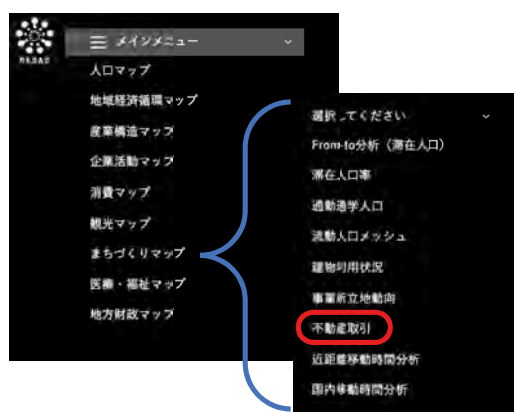 RESAS
メインメニュー
人口マップ
地域経済循環マップ
産業構造マップ
企業活動マップ
消費マップ
観光マップ
まちづくりマップ
医療・福祉マップ
地方財政マップ
選択してください
From-to分析（滞在人口）
滞在人口率
通勤通学人口
流動人口メッシュ
建物利用状況
事業所立地動向
不動産取引
近距離移動時間分析
国内移動時間分析